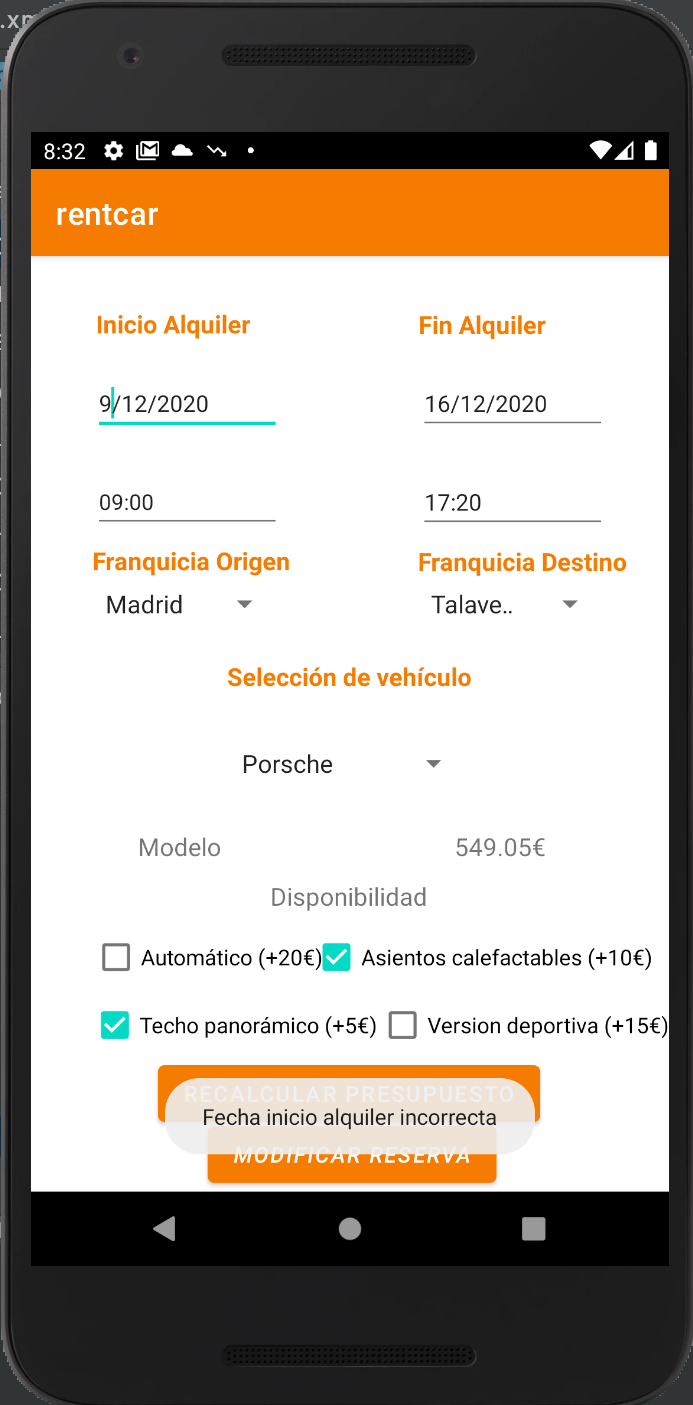 .xn
8:32
rentcar
Inicio Alquiler
Fin Alquiler
9/12/2020
16/12/2020
09:00
17:20
Franquicia Origen
Franquicia Destino
Madrid
Talave..
Selección de vehículo
Porsche
Modelo
549.05€
Disponibilidad
Automático (+20€)
Asientos calefactables (+10€)
Techo panorámico (+5€)
Version deportiva (+15€)
RECALCULAR PRESUPUESTO
Fecha inicio alquiler incorrecta
MODIFICAR RESERVA